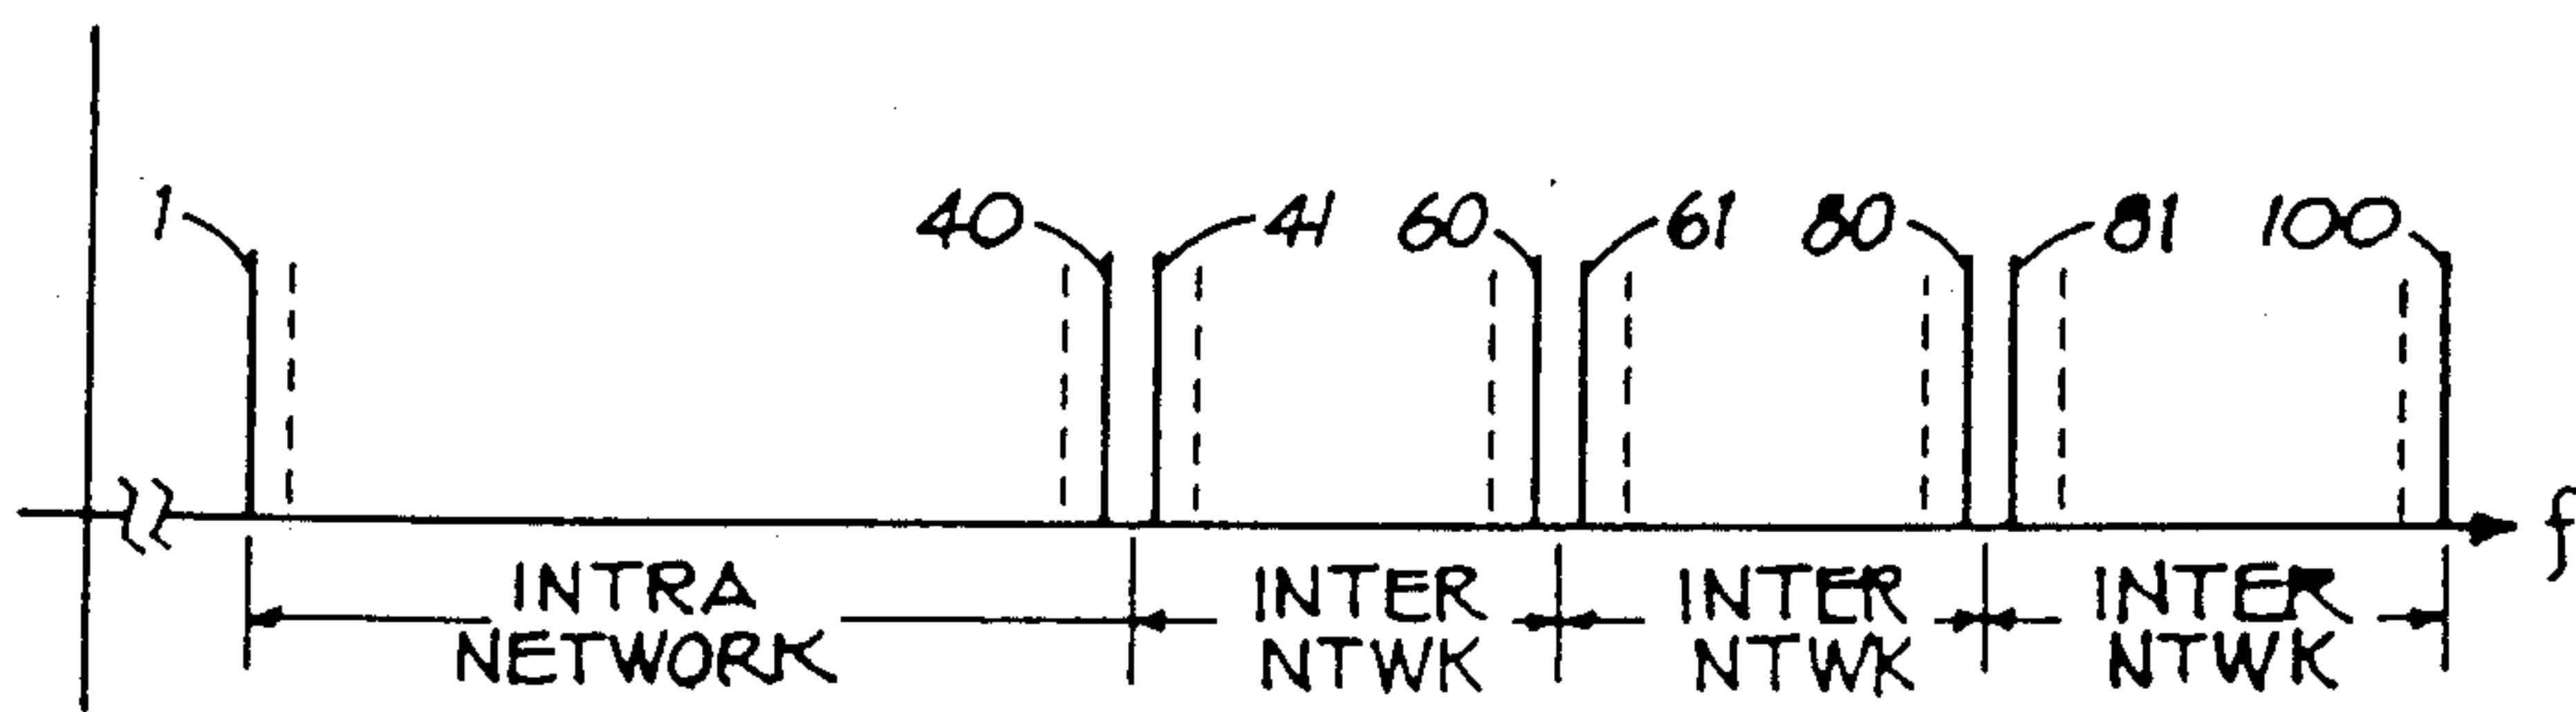 1 40 41 60 61 80 81 100
f
INTRA INTER INTER INTER
NETWORK NTWK NTWK NTWK